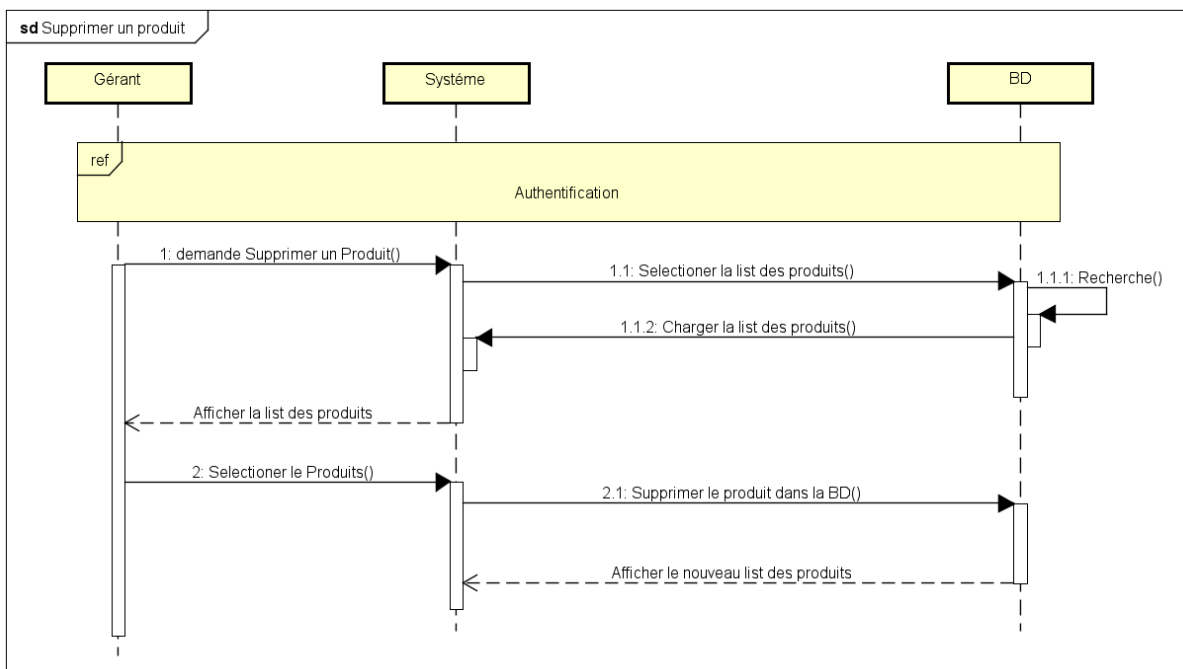 sd Supprimer un produit
Gérant
Systéme
BD
ref
Authentification
1: demande Supprimer un Produit()
1.1: Selectioner la list des produits()
1.1.1: Recherche()
1.1.2: Charger la list des produits()
Afficher la list des produits
2: Selectioner le Produits()
2.1: Supprimer le produit dans la BD()
Afficher le nouveau list des produits